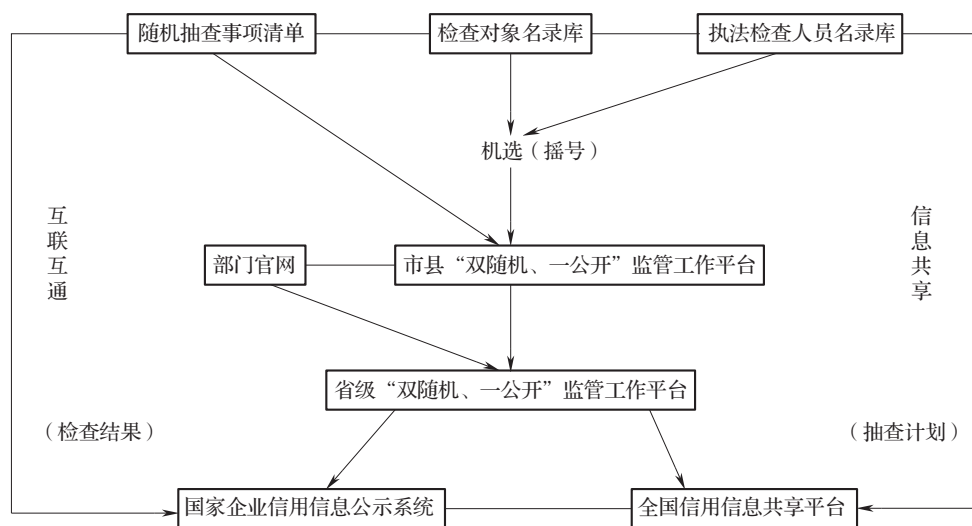 随机抽查事项清单
检查对象名录库
执法检查人员名录库
机选（摇号）
互联互通
信息共享
部门官网
市县“双随机、一公开”监管工作平台
省级“双随机、一公开”监管工作平台
（检查结果）
（抽查计划）
国家企业信用信息公示系统
全国信用信息共享平台